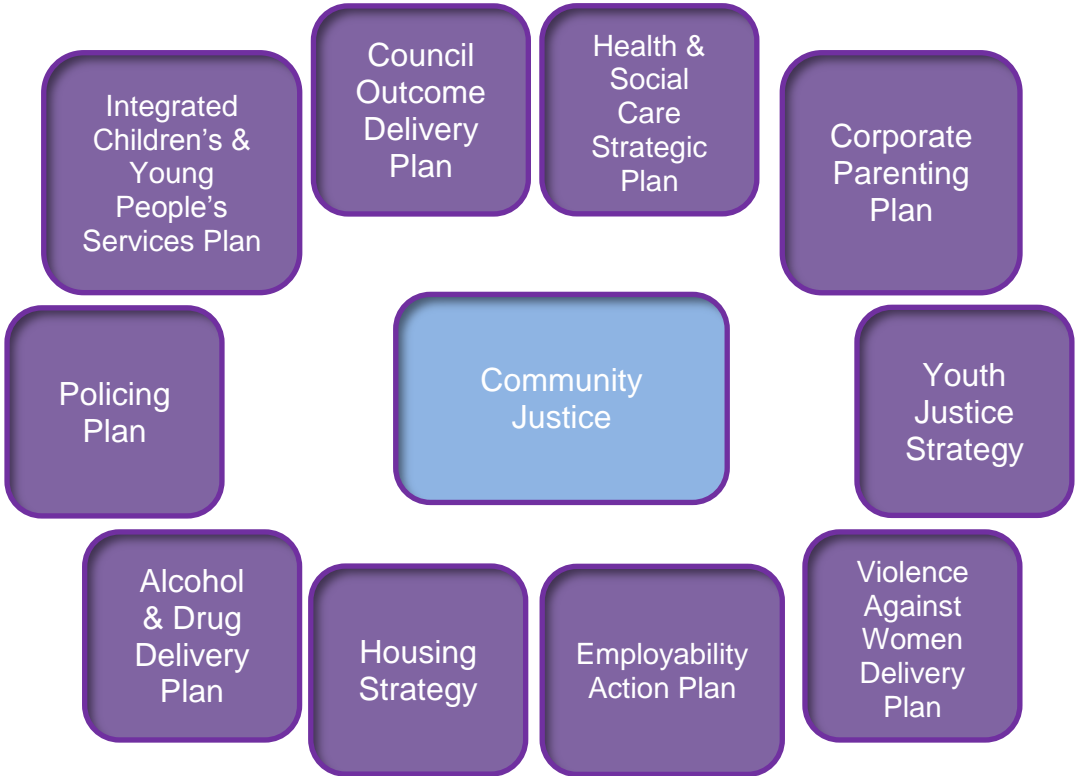 Integrated
Children’s &
Young
People’s
Services Plan
Council
Outcome
Delivery
Plan
Health &
Social
Care
Strategic
Plan
Corporate
Parenting
Plan
Policing
Plan
Community
Justice
Youth
Justice
Strategy
Alcohol
& Drug
Delivery
Plan
Housing
Strategy
Employability
Action Plan
Violence
Against
Women
Delivery
Plan